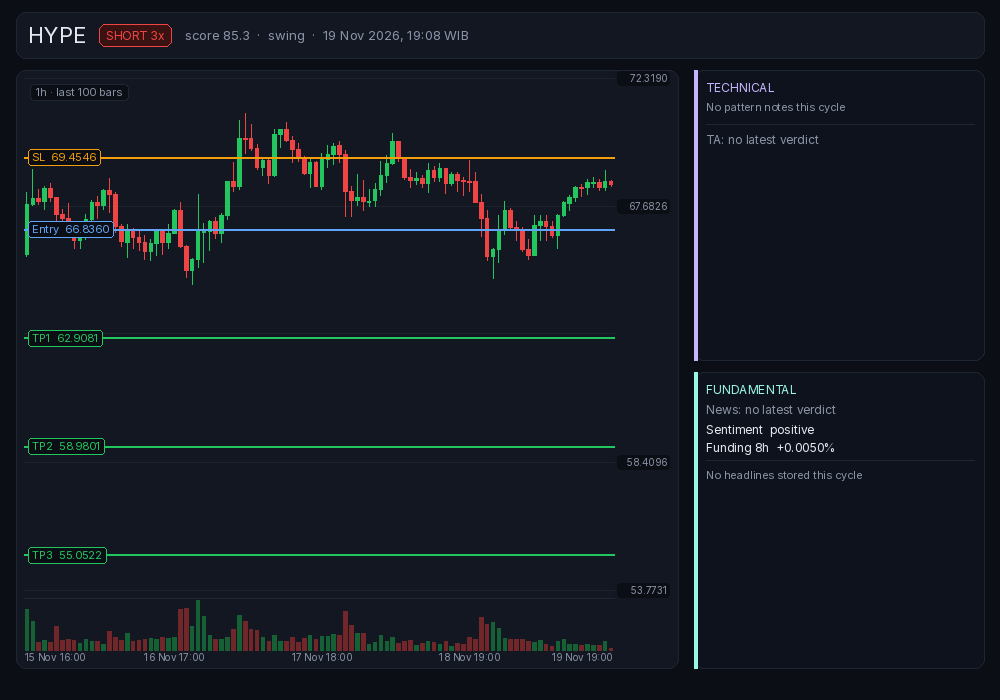 HYPE SHORT 3x score 85.3 · swing · 19 Nov 2026, 19:08 WIB
1h · last 100 bars
72.3190
SL 69.4546
67.6826
Entry 66.8360
TP1 62.9081
TP2 58.9801
58.4096
TP3 55.0522
53.7731
15 Nov 16:00 16 Nov 17:00 17 Nov 18:00 18 Nov 19:00 19 Nov 19:00
TECHNICAL
No pattern notes this cycle
TA: no latest verdict
FUNDAMENTAL
News: no latest verdict
Sentiment positive
Funding 8h +0.0050%
No headlines stored this cycle